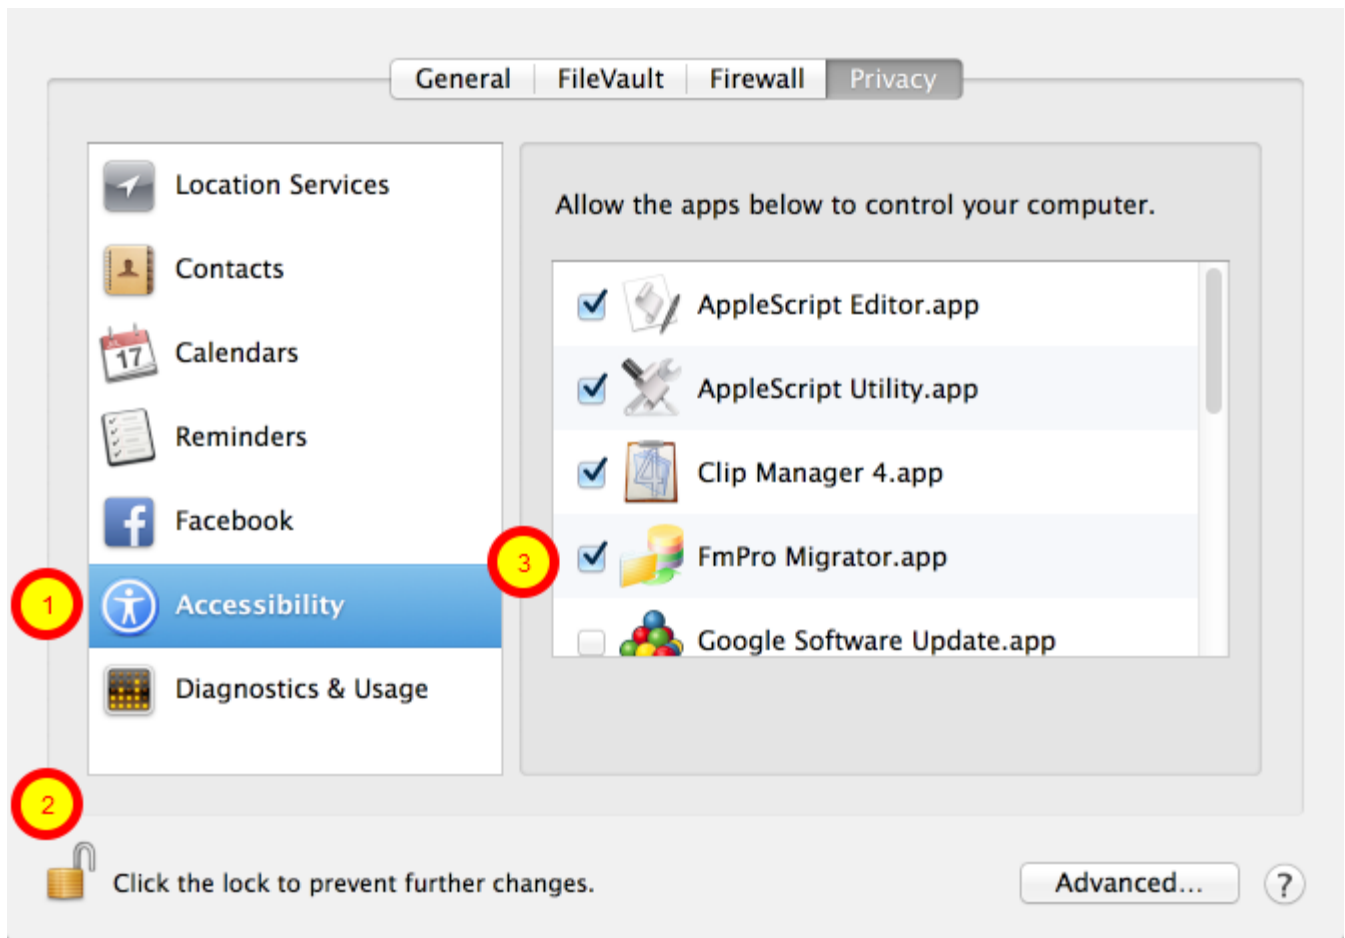 General FileVault Firewall Privacy
Location Services
Contacts
17
Calendars
Reminders
f
Facebook
1
Accessibility
Diagnostics & Usage
Allow the apps below to control your computer.
AppleScript Editor.app
AppleScript Utility.app
4
Clip Manager 4.app
3
FmPro Migrator.app
Google Software Update.app
2
Click the lock to prevent further changes.
Advanced...
?